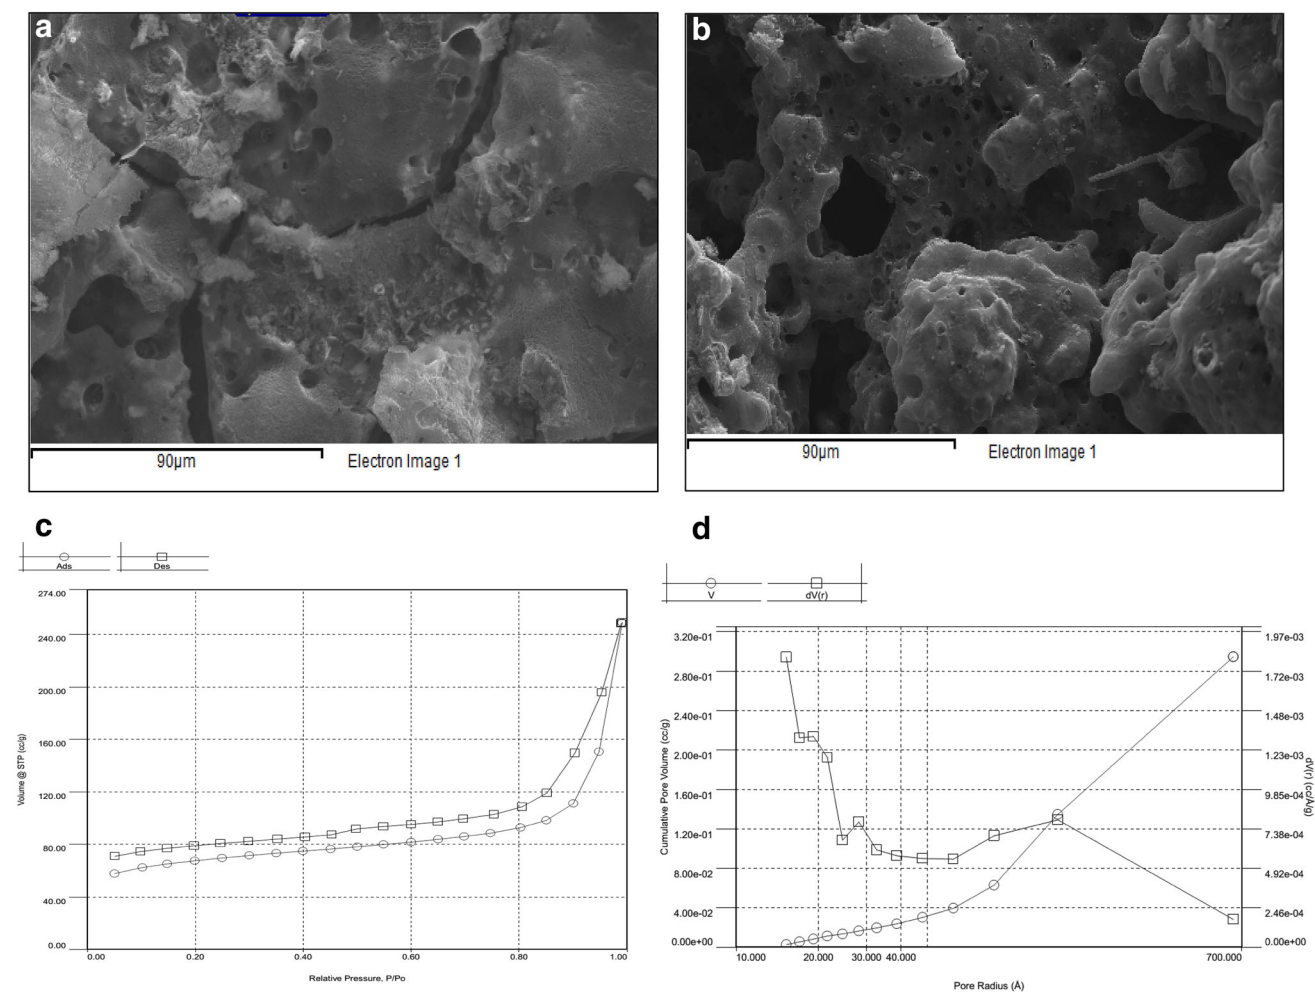 a
b
90µm
Electron Image 1
90µm
Electron Image 1
c
Ads
Des
274.00
240.00
200.00
160.00
120.00
80.00
40.00
0.00
Volume @ STP (cc/g)
0.00
0.20
0.40
0.60
0.80
1.00
Relative Pressure, P/Po
d
V
dV(r)
3.20e-01
2.80e-01
2.40e-01
2.00e-01
1.60e-01
1.20e-01
8.00e-02
4.00e-02
0.00e+00
Cumulative Pore Volume (cc/g)
1.97e-03
1.72e-03
1.48e-03
1.23e-03
9.85e-04
7.38e-04
4.92e-04
2.46e-04
0.00e+00
dV(r) (cc/Å/g)
10.000
20.000
30.000
40.000
700.000
Pore Radius (Å)